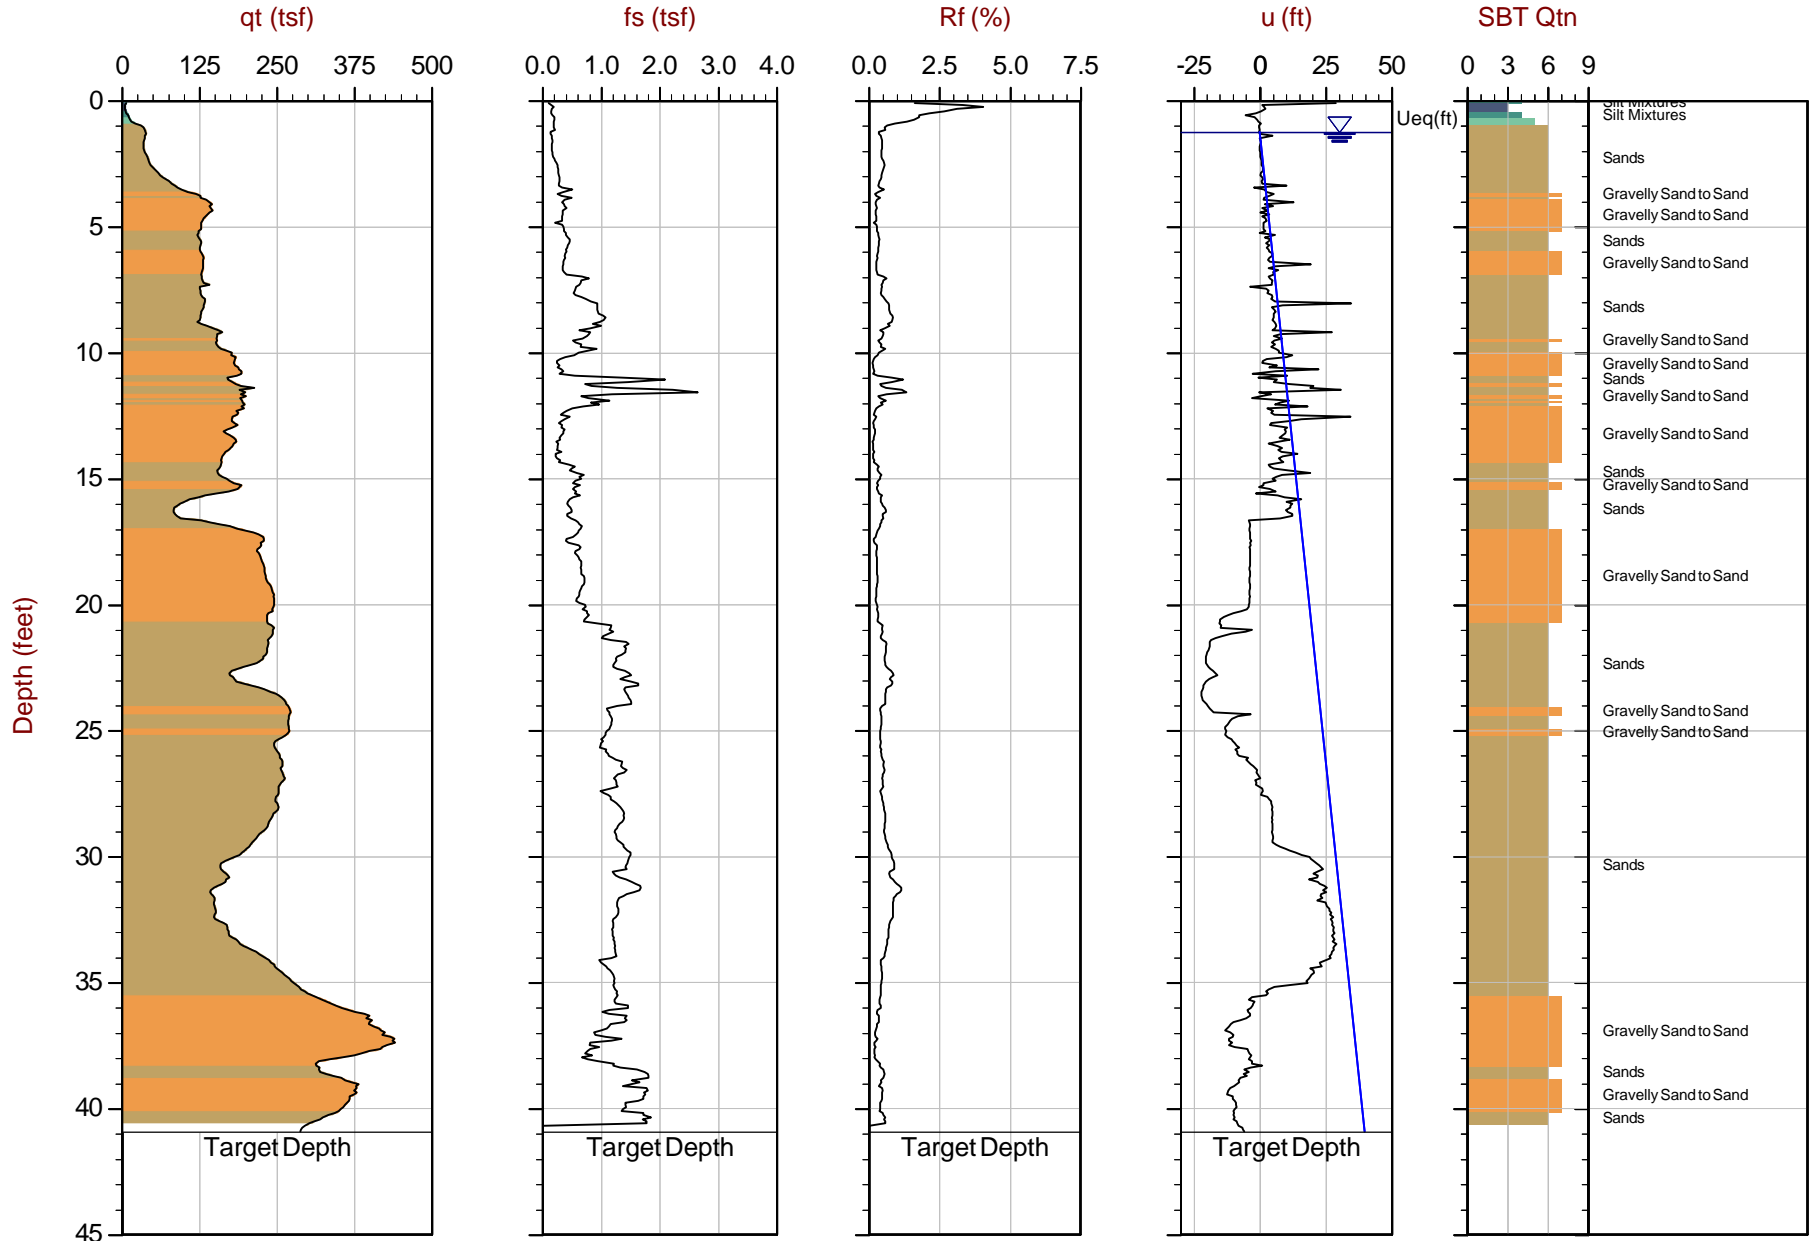 qt (tsf) fs (tsf) Rf (%) u (ft) SBT Qtn
0 125 250 375 500 0.0 1.0 2.0 3.0 4.0 0.0 2.5 5.0 7.5 -25 0 25 50 0 3 6 9
0
Silt Mixtures
Silt Mixtures
Ueq(ft)
Sands
Gravelly Sand to Sand
Gravelly Sand to Sand
5
Sands
Gravelly Sand to Sand
Sands
Gravelly Sand to Sand
10
Gravelly Sand to Sand
Sands
Gravelly Sand to Sand
Gravelly Sand to Sand
Sands
15
Gravelly Sand to Sand
Sands
Gravelly Sand to Sand
20
Depth (feet)
Sands
Gravelly Sand to Sand
25
Gravelly Sand to Sand
30
Sands
35
Gravelly Sand to Sand
Sands
Gravelly Sand to Sand
40
Sands
Target Depth Target Depth Target Depth Target Depth
45